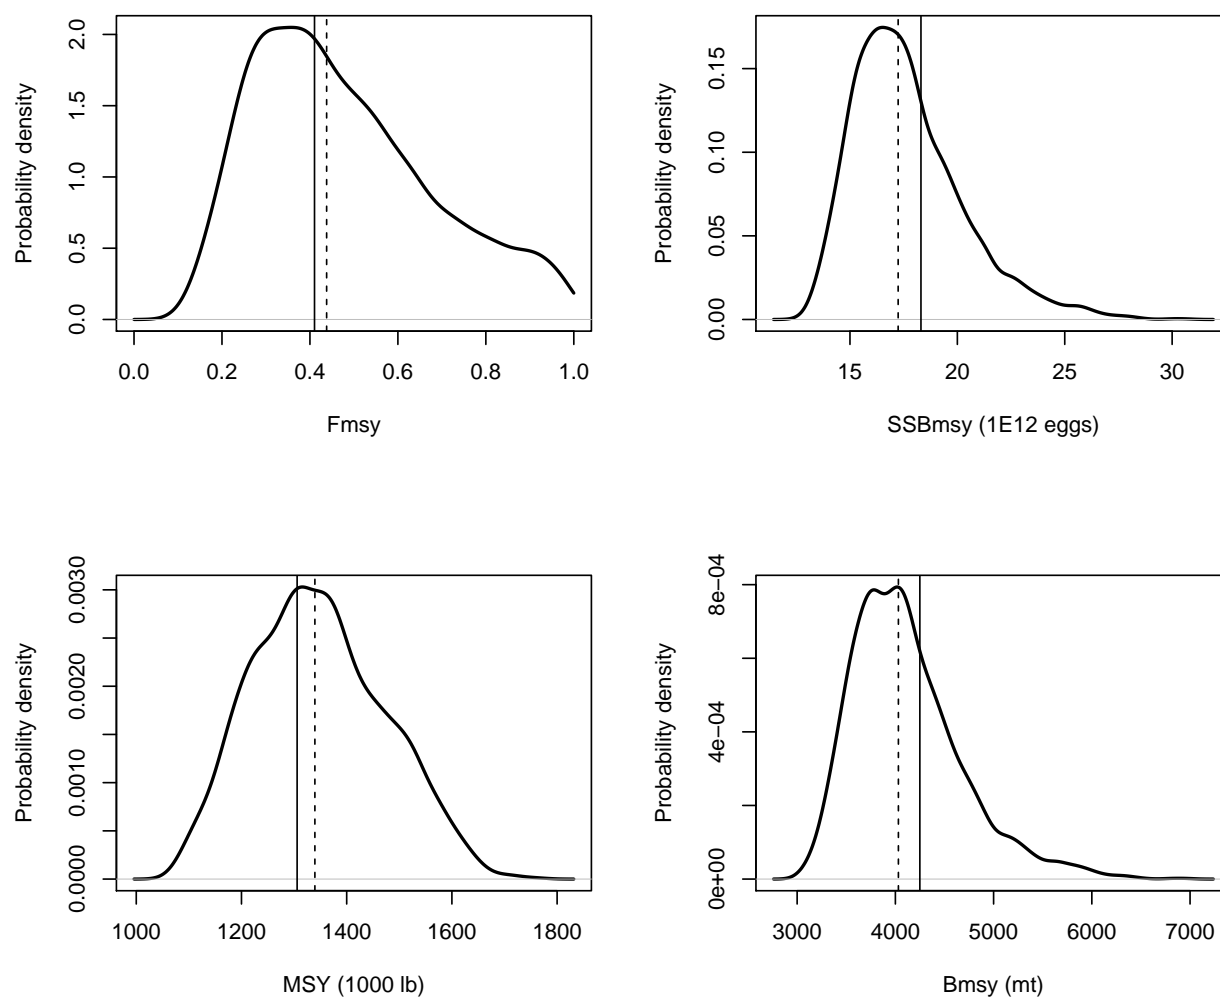 Probability density
0.0 0.5 1.0 1.5 2.0
0.0 0.2 0.4 0.6 0.8 1.0
Fmsy
Probability density
0.00 0.05 0.10 0.15
15 20 25 30
SSBmsy (1E12 eggs)
Probability density
0.0000 0.0010 0.0020 0.0030
1000 1200 1400 1600 1800
MSY (1000 lb)
Probability density
0e+00 4e−04 8e−04
3000 4000 5000 6000 7000
Bmsy (mt)